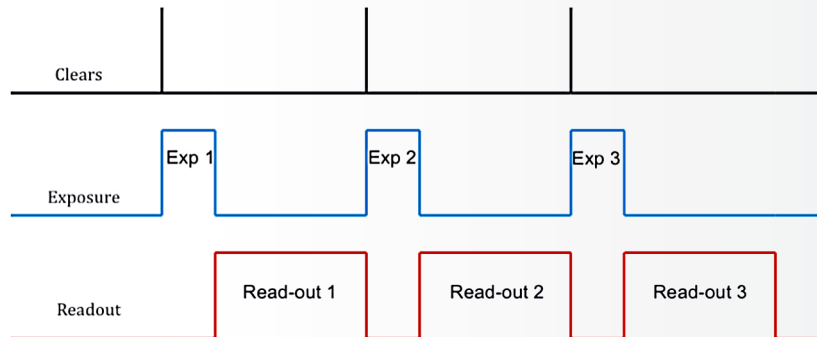 Clears
Exp 1
Exp 2
Exp 3
Exposure
Read-out 1
Read-out 2
Read-out 3
Readout